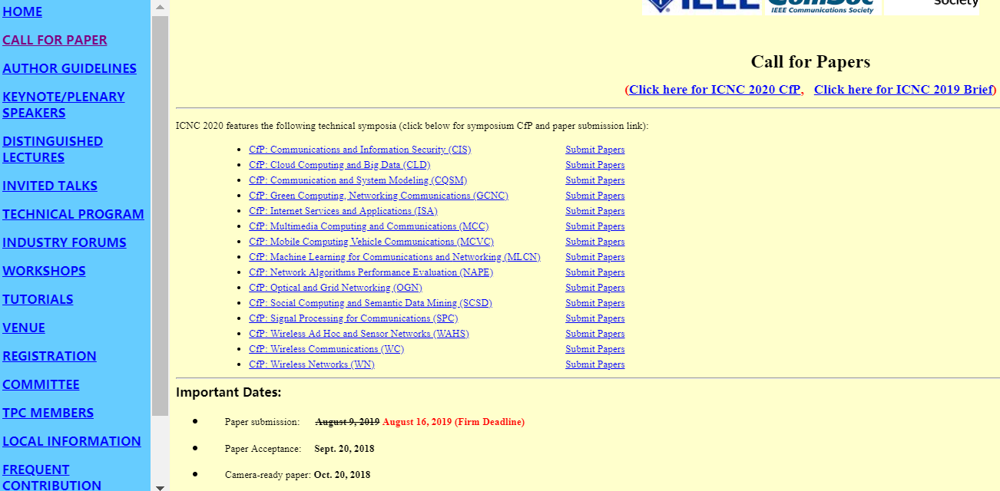 HOME
CALL FOR PAPER
AUTHOR GUIDELINES
KEYNOTE/PLENARY
SPEAKERS
DISTINGUISHED
LECTURES
INVITED TALKS
TECHNICAL PROGRAM
INDUSTRY FORUMS
WORKSHOPS
TUTORIALS
VENUE
REGISTRATION
COMMITTEE
TPC MEMBERS
LOCAL INFORMATION
FREQUENT
CONTRIBUTION
IEEE ComSoc society
IEEE Communications Society
Call for Papers
(Click here for ICNC 2020 CfP, Click here for ICNC 2019 Brief)
ICNC 2020 features the following technical symposia (click below for symposium CfP and paper submission link):
• CfP: Communications and Information Security (CIS) Submit Papers
• CfP: Cloud Computing and Big Data (CLD) Submit Papers
• CfP: Communication and System Modeling (CQSM) Submit Papers
• CfP: Green Computing, Networking Communications (GCNC) Submit Papers
• CfP: Internet Services and Applications (ISA) Submit Papers
• CfP: Multimedia Computing and Communications (MCC) Submit Papers
• CfP: Mobile Computing Vehicle Communications (MCVC) Submit Papers
• CfP: Machine Learning for Communications and Networking (MLCN) Submit Papers
• CfP: Network Algorithms Performance Evaluation (NAPE) Submit Papers
• CfP: Optical and Grid Networking (OGN) Submit Papers
• CfP: Social Computing and Semantic Data Mining (SCSD) Submit Papers
• CfP: Signal Processing for Communications (SPC) Submit Papers
• CfP: Wireless Ad Hoc and Sensor Networks (WAHS) Submit Papers
• CfP: Wireless Communications (WC) Submit Papers
• CfP: Wireless Networks (WN) Submit Papers
Important Dates:
• Paper submission: August 9, 2019 August 16, 2019 (Firm Deadline)
• Paper Acceptance: Sept. 20, 2018
• Camera-ready paper: Oct. 20, 2018